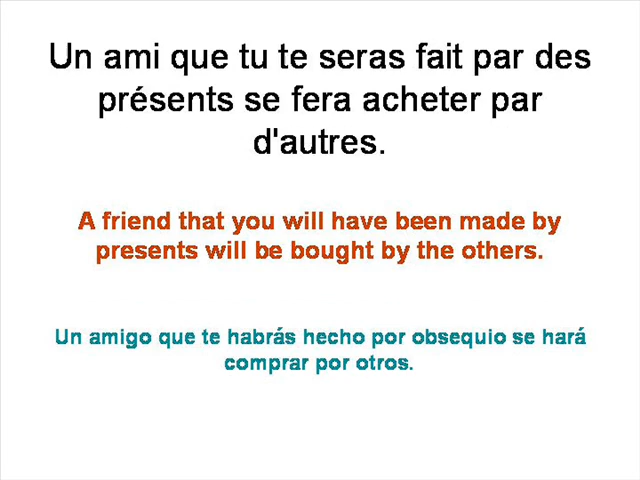 Un ami que tu te seras fait par des
présents se fera acheter par
d'autres.
A friend that you will have been made by
presents will be bought by the others.
Un amigo que te habrás hecho por obsequio se hará
comprar por otros.